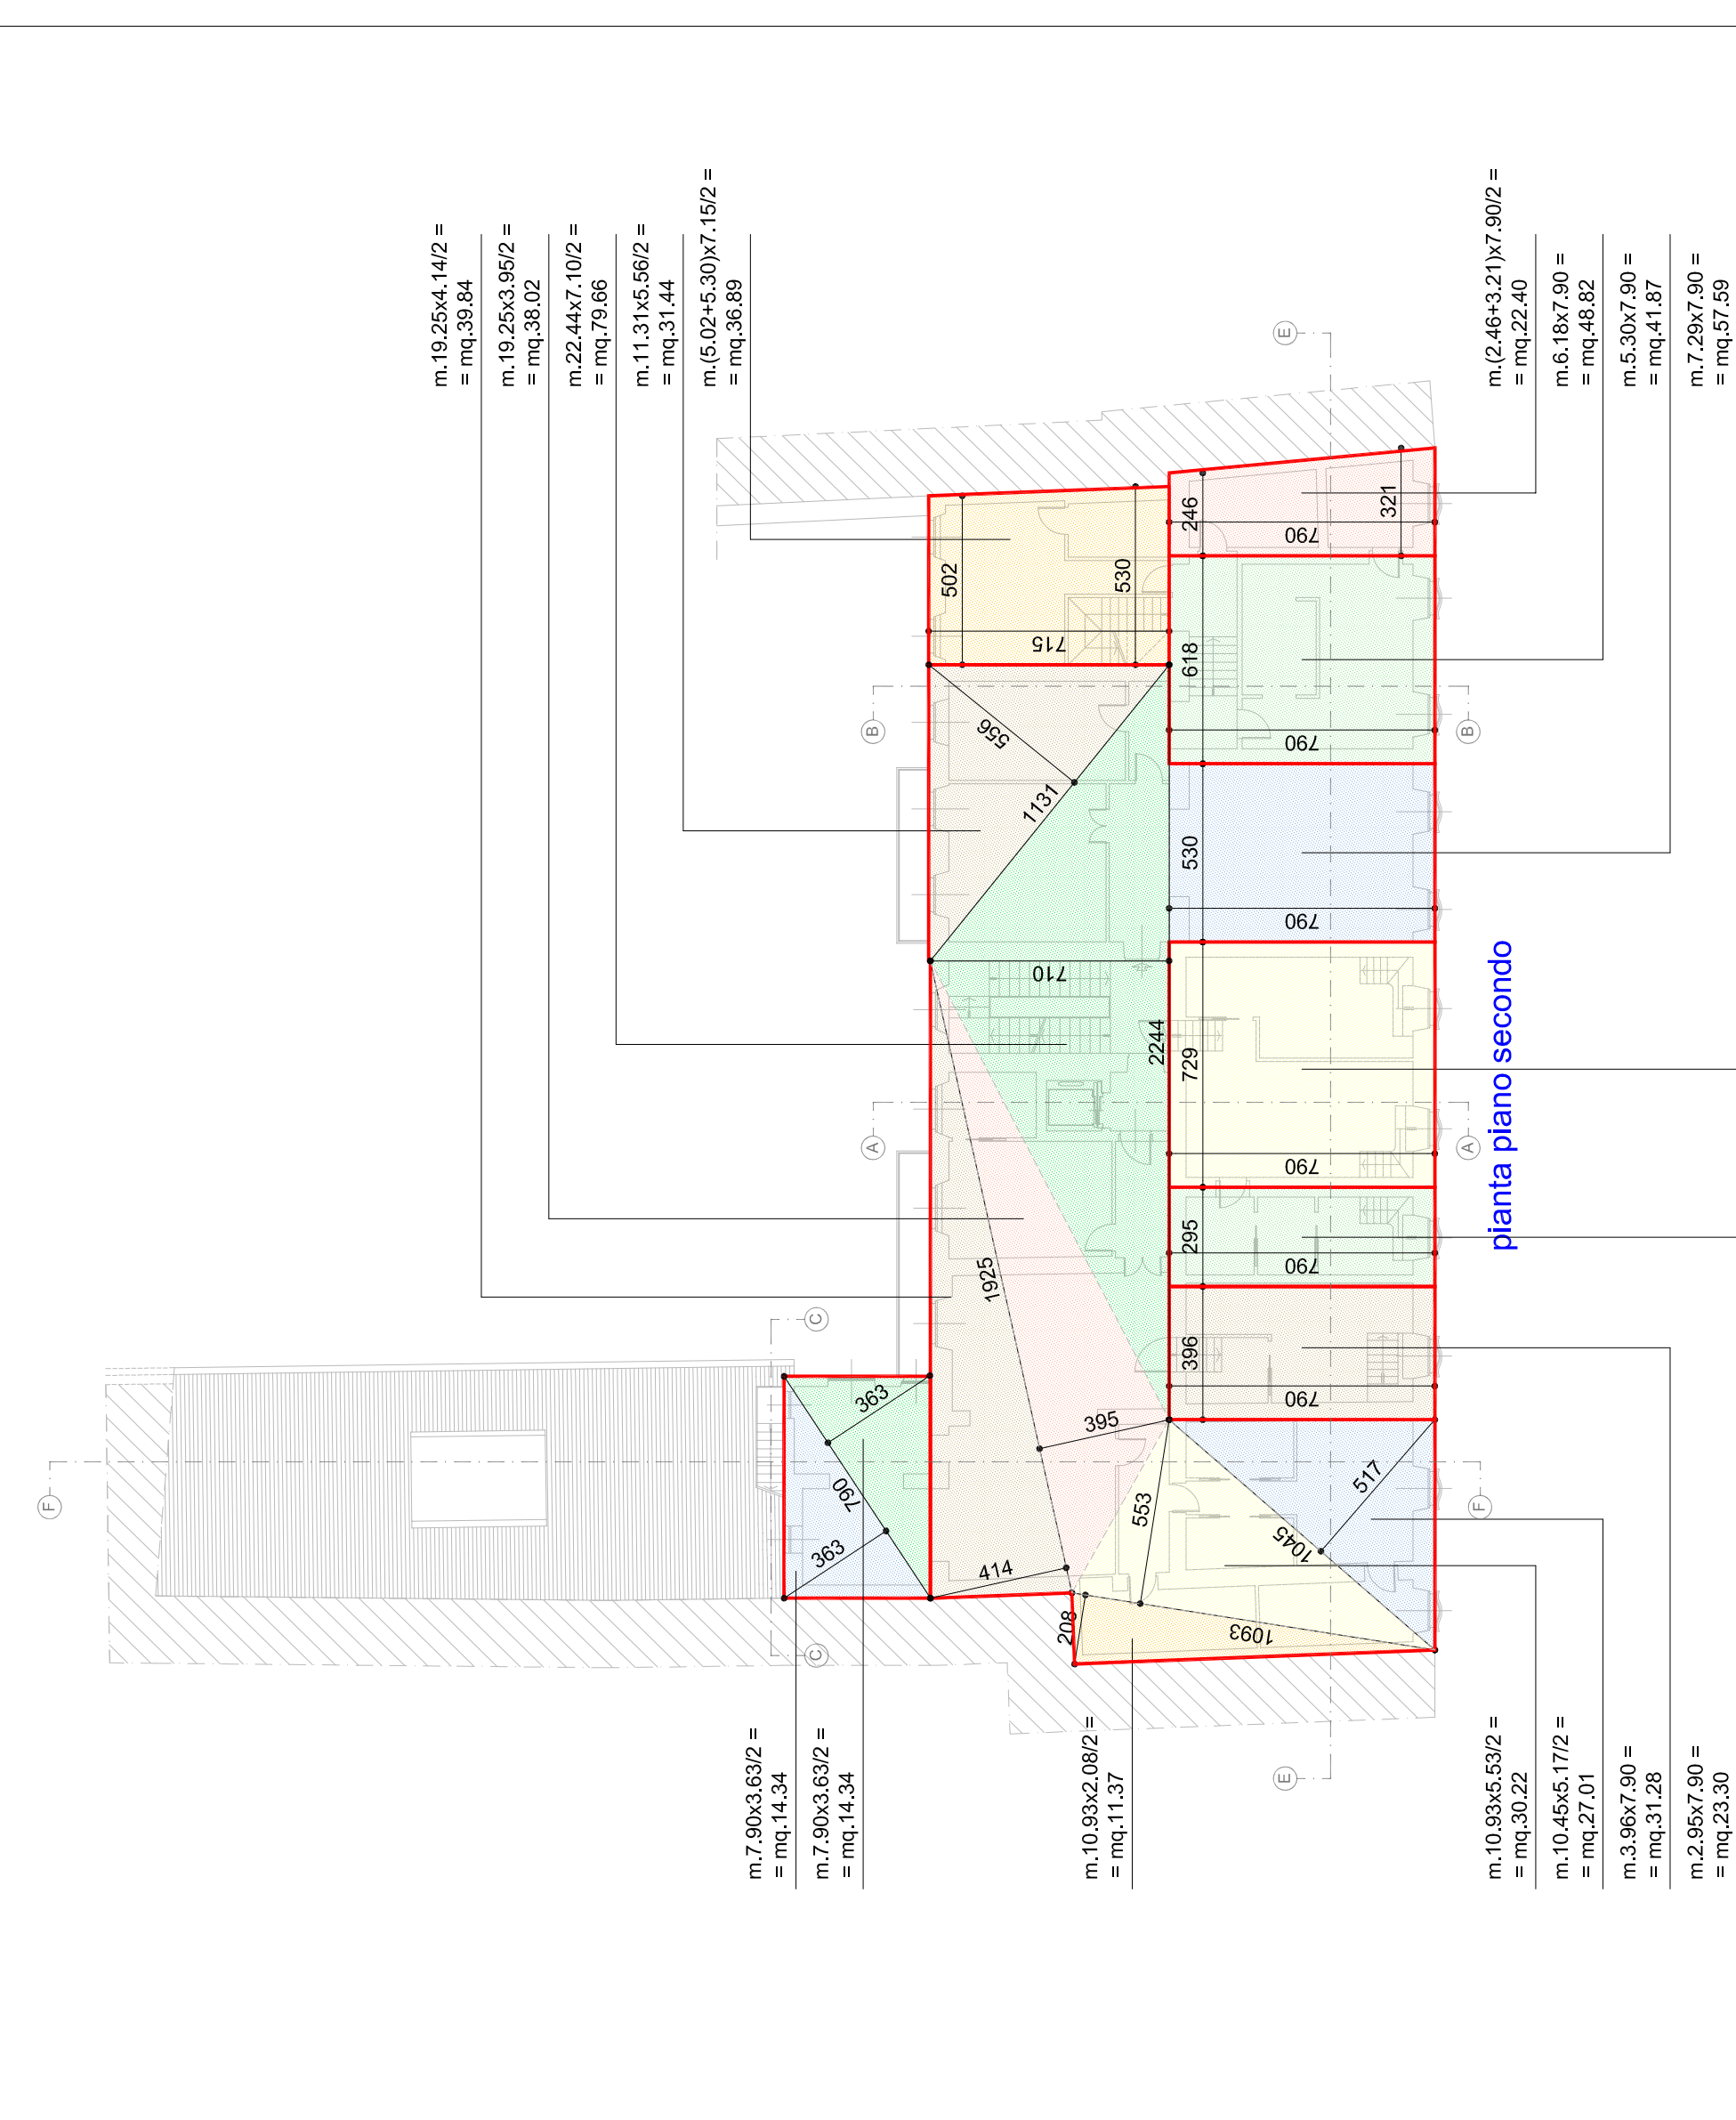 m.19.25x4.14/2 =
= mq.39.84
m.19.25x3.95/2 =
= mq.38.02
m.22.44x7.10/2 =
= mq.79.66
m.11.31x5.56/2 =
= mq.31.44
m.(5.02+5.30)x7.15/2 =
= mq.36.89
m.(2.46+3.21)x7.90/2 =
= mq.22.40
m.6.18x7.90 =
= mq.48.82
m.5.30x7.90 =
= mq.41.87
m.7.29x7.90 =
= mq.57.59
E
246
321
790
502
530
715
618
790
B
B
556
1131
530
790
710
2244
729
790
A
A
pianta piano secondo
295
790
1925
396
790
C
363
790
363
395
414
553
517
1045
F
F
208
1093
C
E
m.7.90x3.63/2 =
= mq.14.34
m.7.90x3.63/2 =
= mq.14.34
m.10.93x2.08/2 =
= mq.11.37
m.10.93x5.53/2 =
= mq.30.22
m.10.45x5.17/2 =
= mq.27.01
m.3.96x7.90 =
= mq.31.28
m.2.95x7.90 =
= mq.23.30